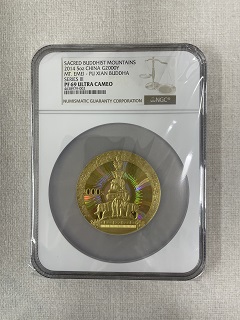 SACRED BUDDHIST MOUNTAINS
2014 5oz CHINA G2000Y
MT. EMEI - PU XIAN BUDDHA
SERIES III
PF 69 ULTRA CAMEO
NUMISMATIC GUARANTY CORPORATION
NGC
2000